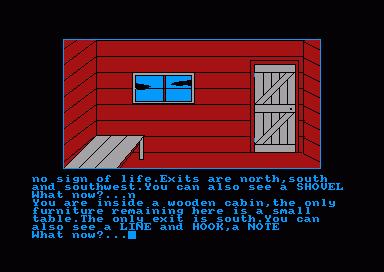 no sign of life.Exits are north,south
and southwest.You can also see a SHOVEL
What now?...n
You are inside a wooden cabin,the only
furniture remaining here is a small
table.The only exit is south.You can
also see a LINE and HOOK,a NOTE
What now?...